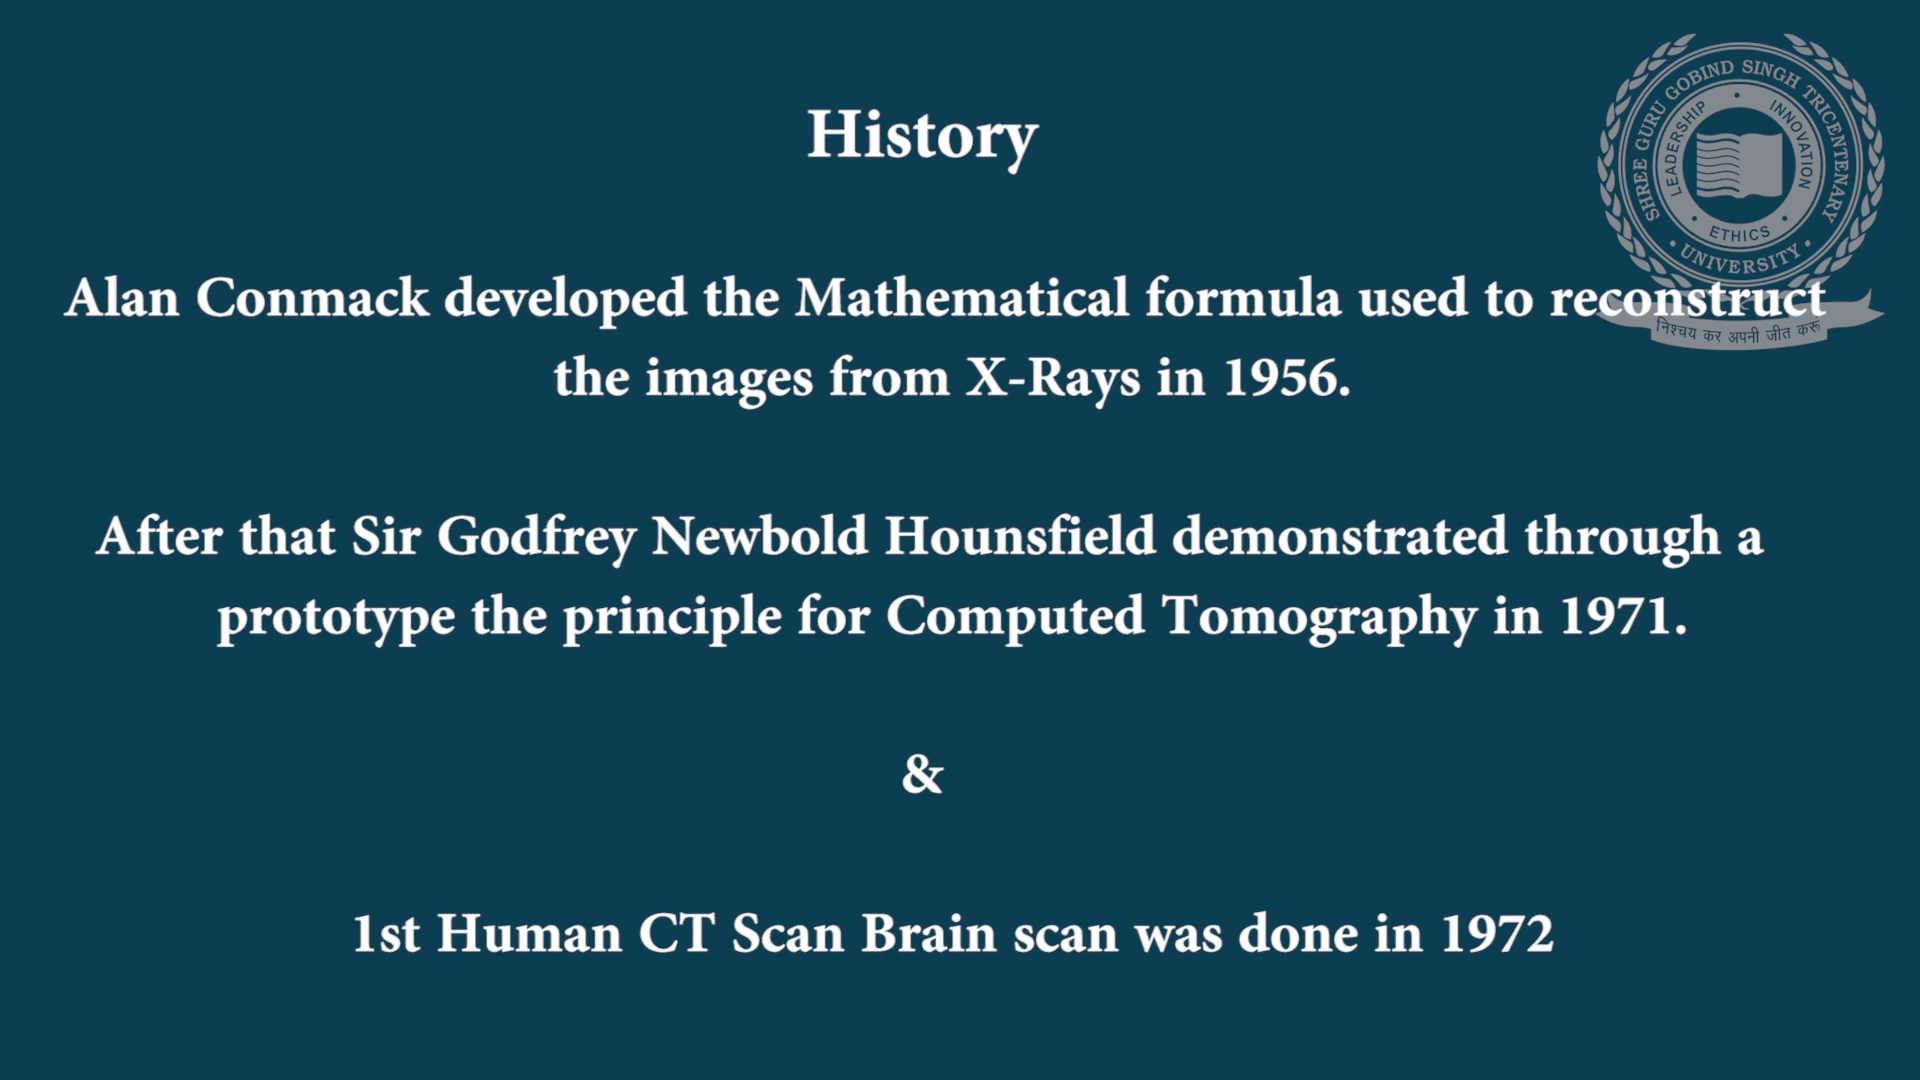 History
SHREE GURU GOBIND SINGH TRICENTENARY
UNIVERSITY
LEADERSHIP
INNOVATION
ETHICS
निश्चय कर अपनी जीत करू
Alan Conmack developed the Mathematical formula used to reconstruct
the images from X-Rays in 1956.
After that Sir Godfrey Newbold Hounsfield demonstrated through a
prototype the principle for Computed Tomography in 1971.
&
1st Human CT Scan Brain scan was done in 1972